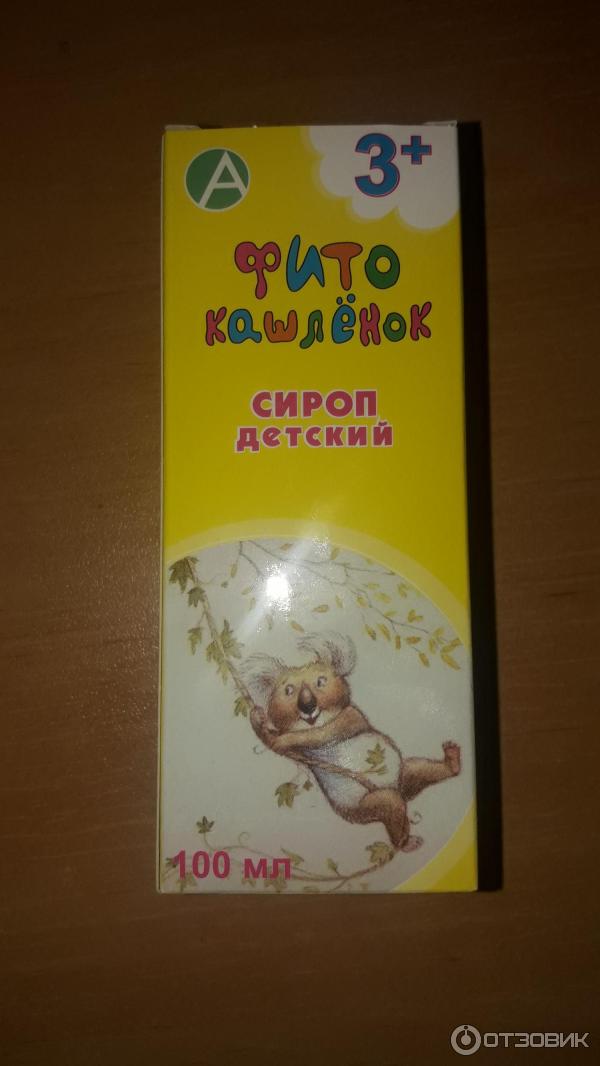 А
3+
ФИТО
кашлёнок
СИРОП
детский
100 мл
ОТЗОВИК